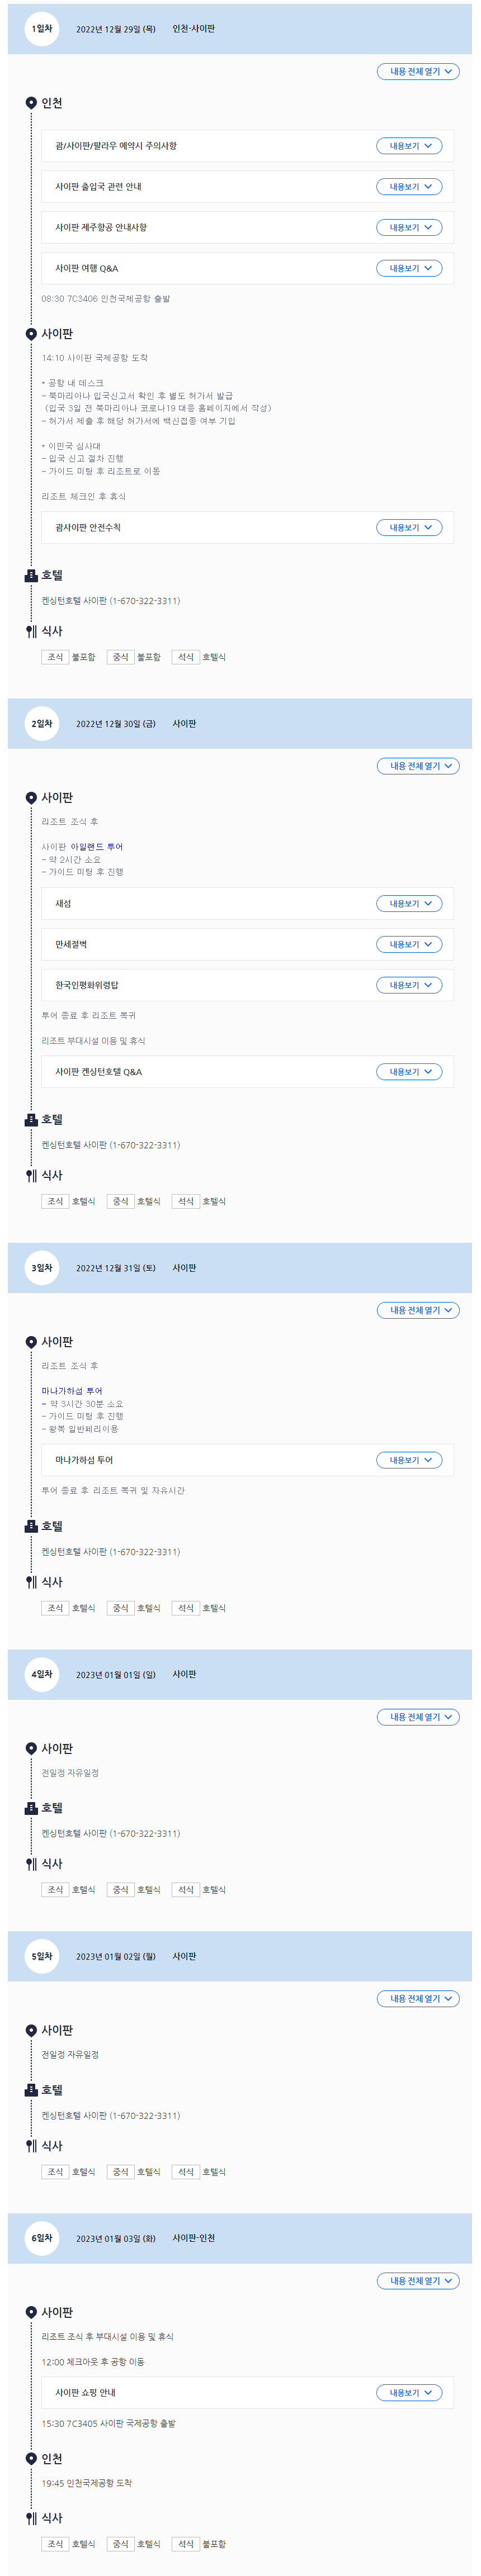 1일차 2022년 12월 29일 (목) 인천-사이판
내용 전체 열기
인천
괌/사이판/팔라우 예약시 주의사항 내용보기
사이판 출입국 관련 안내 내용보기
사이판 제주항공 안내사항 내용보기
사이판 여행 Q&A 내용보기
08:30 7C3406 인천국제공항 출발
사이판
14:10 사이판 국제공항 도착
* 공항 내 데스크
- 북마리아나 입국신고서 확인 후 별도 허가서 발급
(입국 3일 전 북마리아나 코로나19 대응 홈페이지에서 작성)
- 허가서 제출 후 해당 허가서에 백신접종 여부 기입
* 이민국 심사대
- 입국 신고 절차 진행
- 가이드 미팅 후 리조트로 이동
리조트 체크인 후 휴식
괌사이판 안전수칙 내용보기
호텔
켄싱턴호텔 사이판 (1-670-322-3311)
식사
조식 불포함 중식 불포함 석식 호텔식
2일차 2022년 12월 30일 (금) 사이판
내용 전체 열기
사이판
리조트 조식 후
사이판 아일랜드 투어
- 약 2시간 소요
- 가이드 미팅 후 진행
새섬 내용보기
만세절벽 내용보기
한국인평화위령탑 내용보기
투어 종료 후 리조트 복귀
리조트 부대시설 이용 및 휴식
사이판 켄싱턴호텔 Q&A 내용보기
호텔
켄싱턴호텔 사이판 (1-670-322-3311)
식사
조식 호텔식 중식 호텔식 석식 호텔식
3일차 2022년 12월 31일 (토) 사이판
내용 전체 열기
사이판
리조트 조식 후
마나가하섬 투어
- 약 3시간 30분 소요
- 가이드 미팅 후 진행
- 왕복 일반페리이용
마나가하섬 투어 내용보기
투어 종료 후 리조트 복귀 및 자유시간
호텔
켄싱턴호텔 사이판 (1-670-322-3311)
식사
조식 호텔식 중식 호텔식 석식 호텔식
4일차 2023년 01월 01일 (일) 사이판
내용 전체 열기
사이판
전일정 자유일정
호텔
켄싱턴호텔 사이판 (1-670-322-3311)
식사
조식 호텔식 중식 호텔식 석식 호텔식
5일차 2023년 01월 02일 (월) 사이판
내용 전체 열기
사이판
전일정 자유일정
호텔
켄싱턴호텔 사이판 (1-670-322-3311)
식사
조식 호텔식 중식 호텔식 석식 호텔식
6일차 2023년 01월 03일 (화) 사이판-인천
내용 전체 열기
사이판
리조트 조식 후 부대시설 이용 및 휴식
12:00 체크아웃 후 공항 이동
사이판 쇼핑 안내 내용보기
15:30 7C3405 사이판 국제공항 출발
인천
19:45 인천국제공항 도착
식사
조식 호텔식 중식 호텔식 석식 불포함